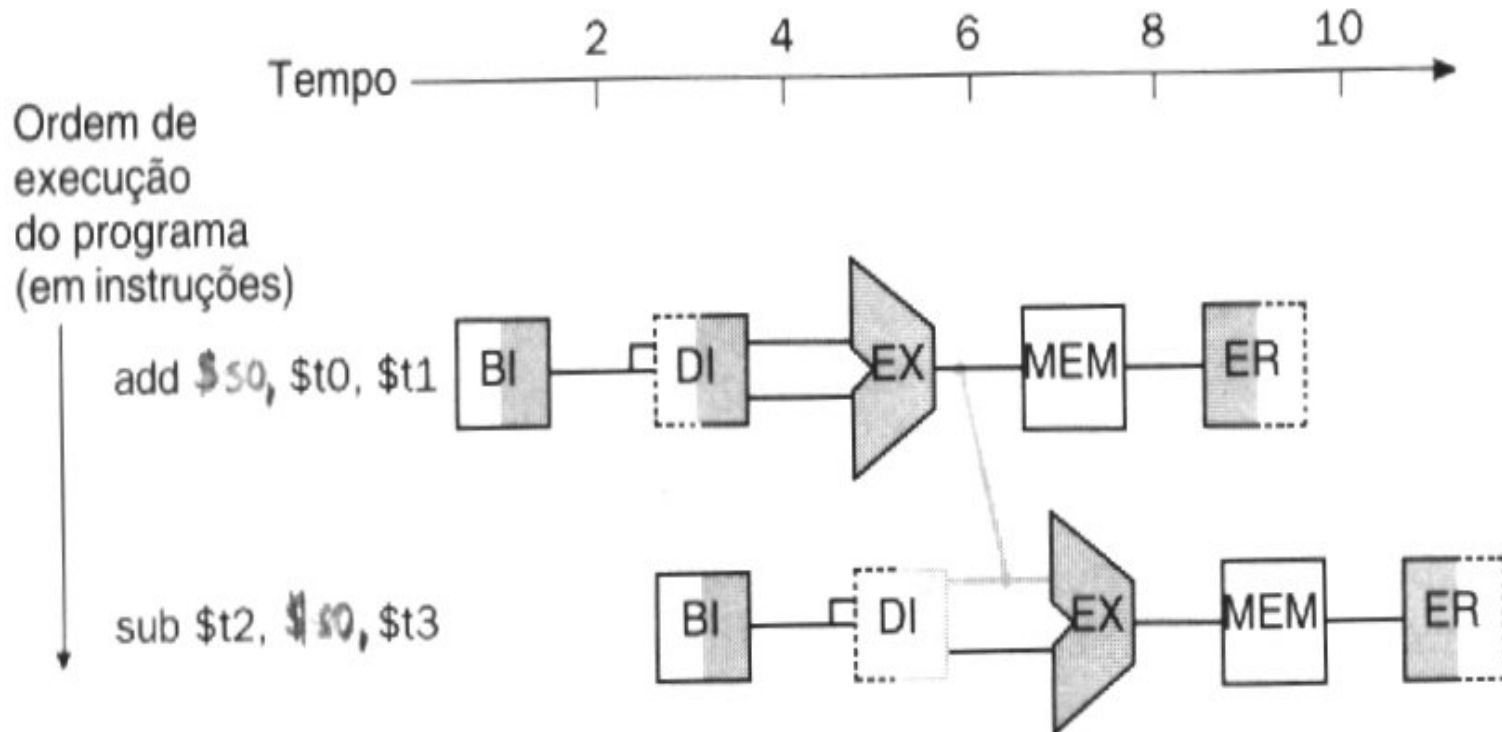 2 4 6 8 10
Tempo
Ordem de
execução
do programa
(em instruções)
add $s0, $t0, $t1 BI DI EX MEM ER
sub $t2, $s0, $t3 BI DI EX MEM ER